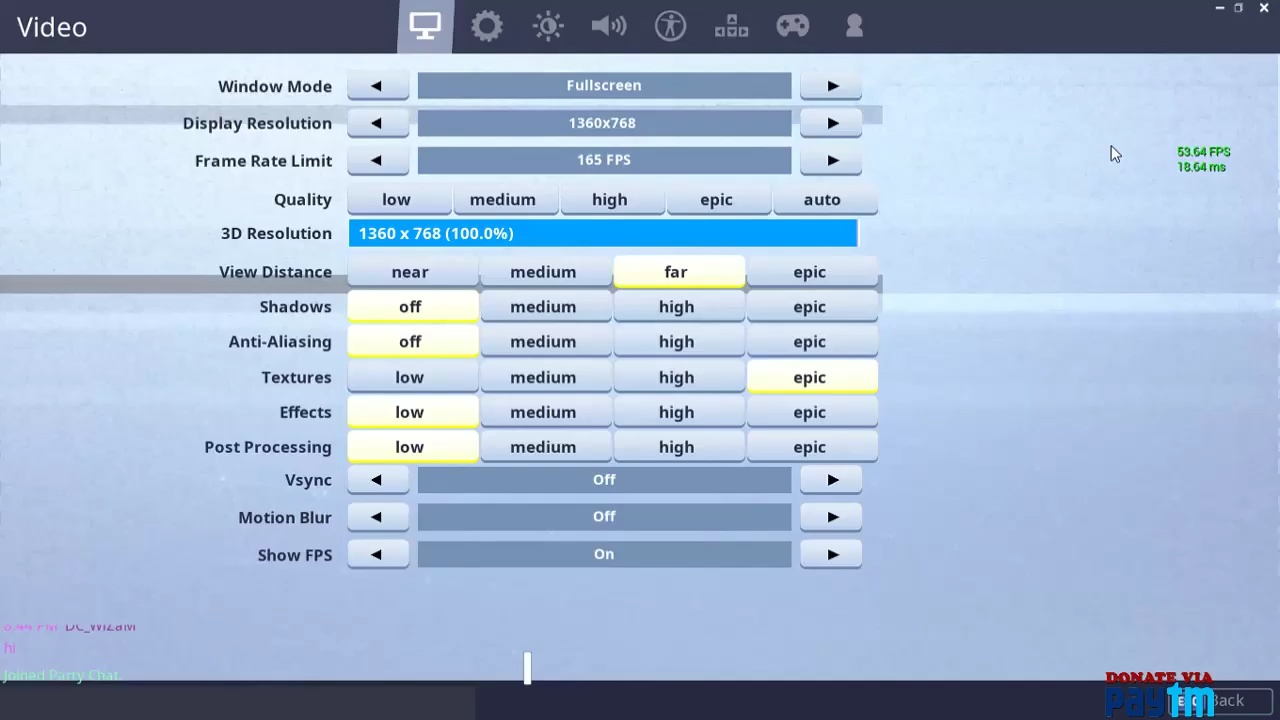 Video
Window Mode ◀ Fullscreen ▶
Display Resolution ◀ 1360x768 ▶
Frame Rate Limit ◀ 165 FPS ▶
53.64 FPS
18.64 ms
Quality low medium high epic auto
3D Resolution 1360 x 768 (100.0%)
View Distance near medium far epic
Shadows off medium high epic
Anti-Aliasing off medium high epic
Textures low medium high epic
Effects low medium high epic
Post Processing low medium high epic
Vsync ◀ Off ▶
Motion Blur ◀ Off ▶
Show FPS ◀ On ▶
8:44 PM DC_WizaM
hi
Joined Party Chat.
DONATE VIA
paytm
Back